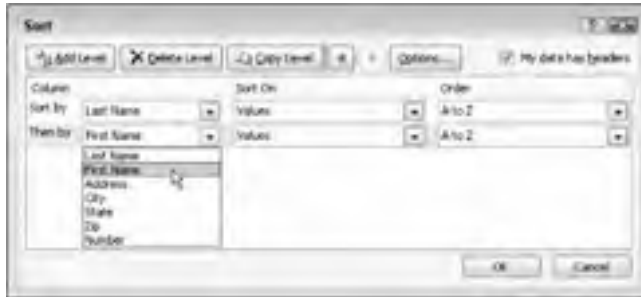 Sort
Add Level Delete Level Copy Level Options... My data has headers
Column Sort On Order
Sort by Last Name Values A to Z
Then by First Name Values A to Z
Last Name
First Name
Address
City
State
Zip
Number
OK Cancel